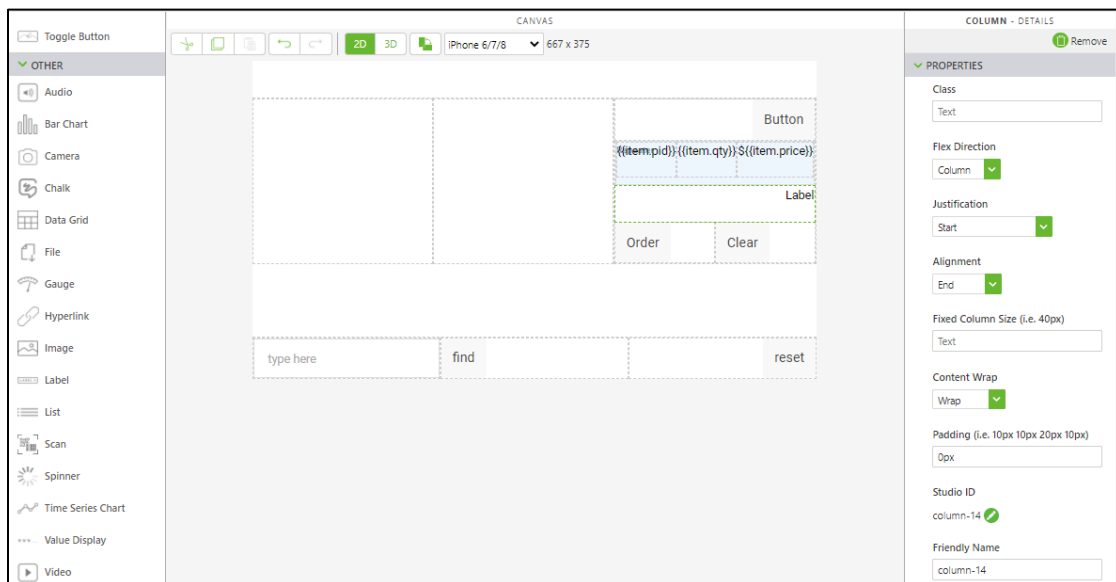 CANVAS
COLUMN - DETAILS
Toggle Button
2D
3D
iPhone 6/7/8
667 x 375
Remove
OTHER
PROPERTIES
Audio
Bar Chart
Camera
Chalk
Data Grid
File
Gauge
Hyperlink
Image
Label
List
Scan
Spinner
Time Series Chart
Value Display
Video
Button
{{item.pid}} {{item.qty}} ${{item.price}}
Label
Order
Clear
type here
find
reset
Class
Text
Flex Direction
Column
Justification
Start
Alignment
End
Fixed Column Size (i.e. 40px)
Text
Content Wrap
Wrap
Padding (i.e. 10px 10px 20px 10px)
0px
Studio ID
column-14
Friendly Name
column-14